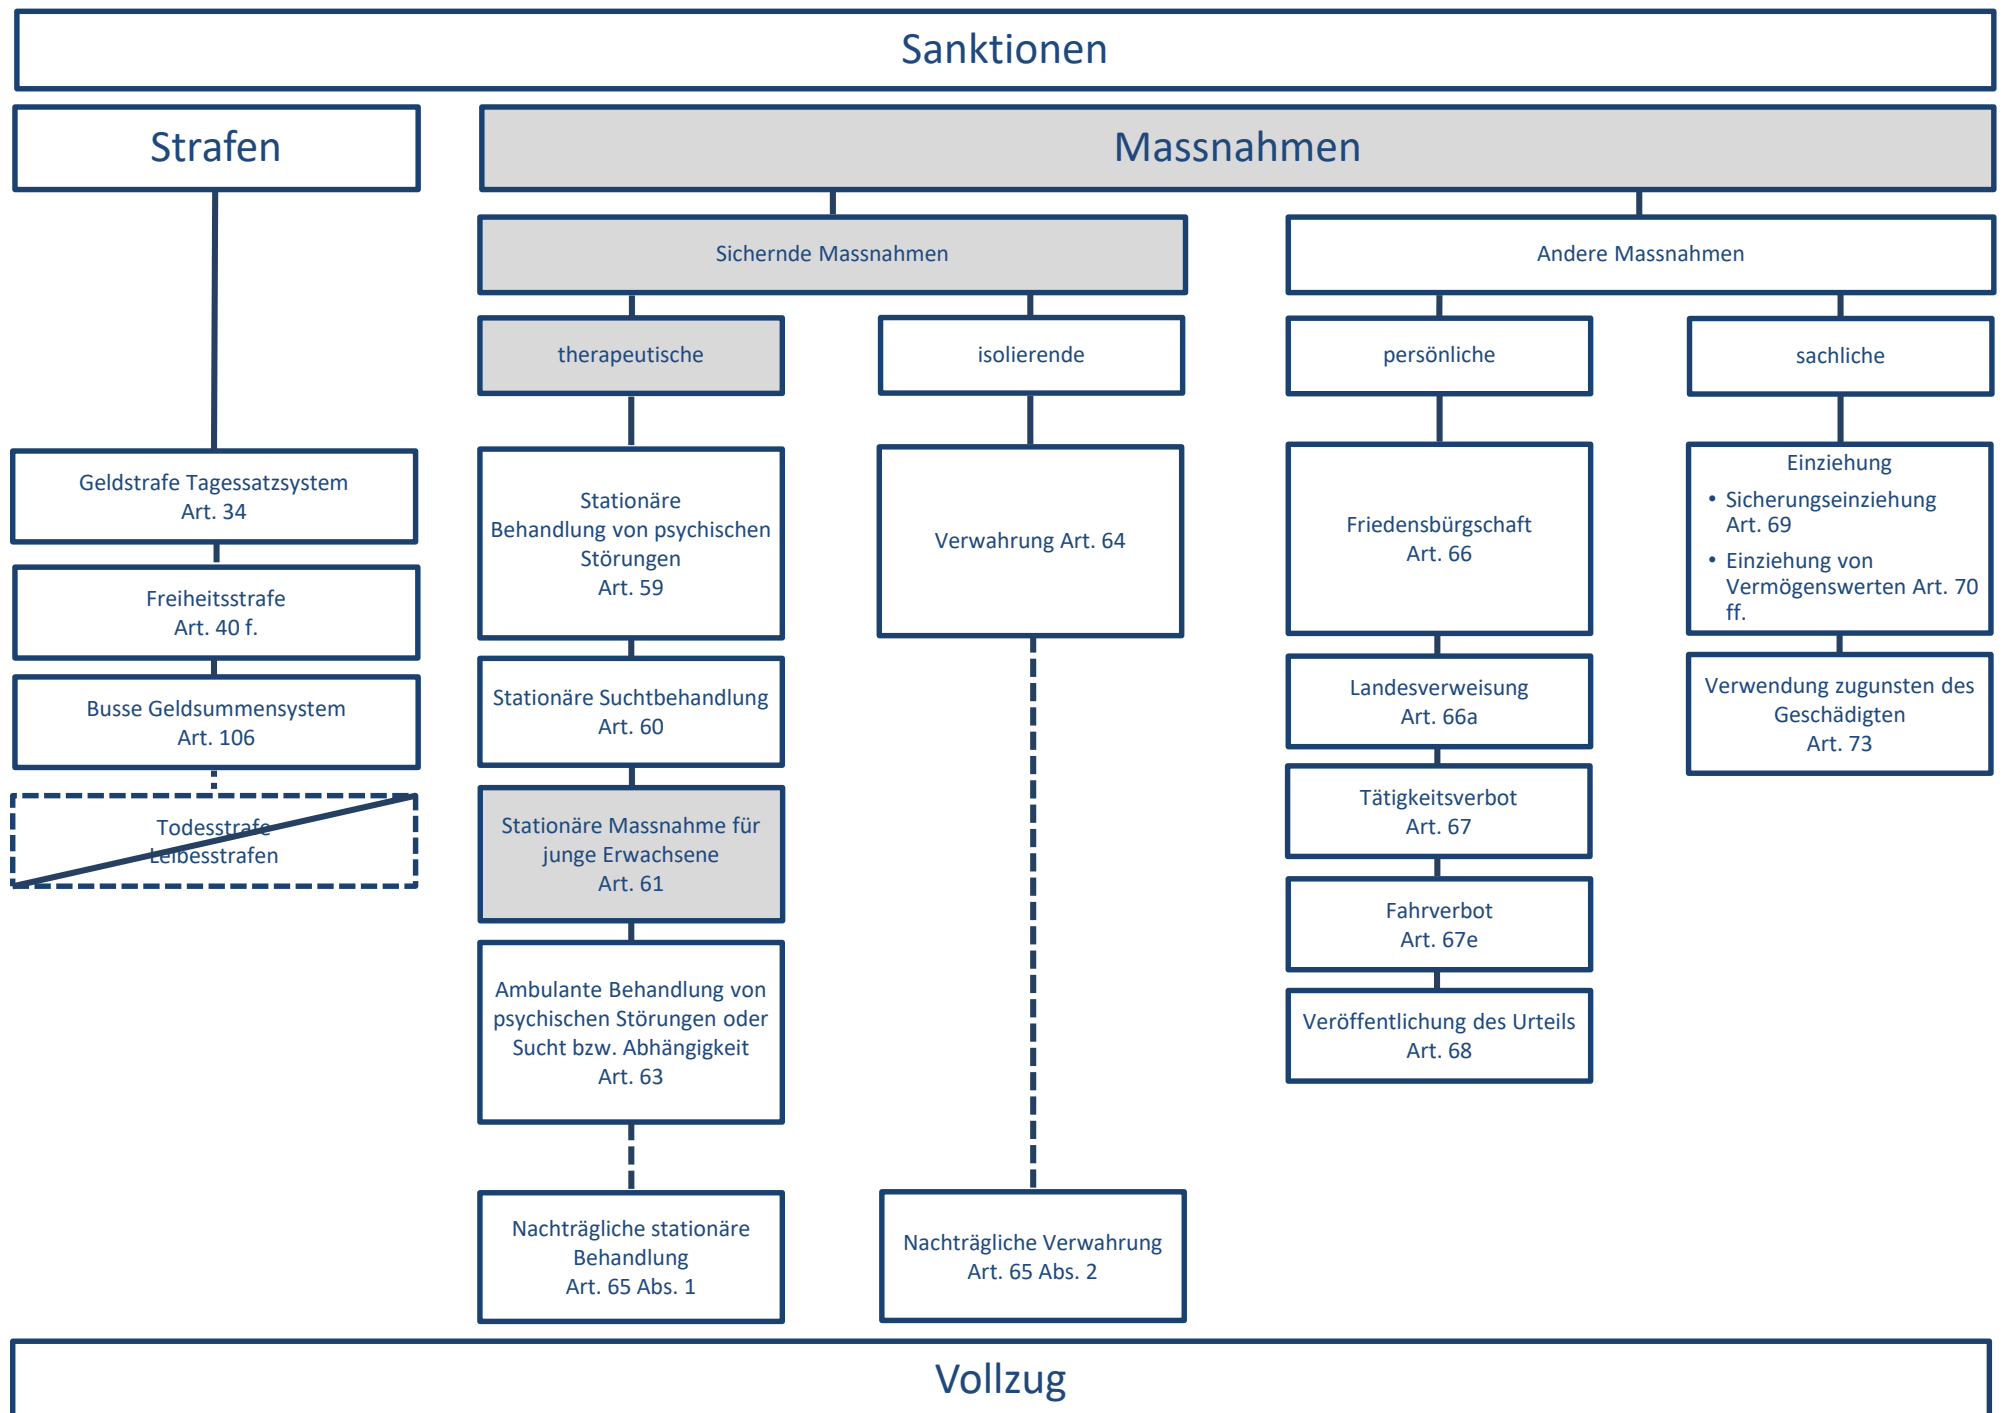 Sanktionen
Strafen
Massnahmen
Sichernde Massnahmen
Andere Massnahmen
therapeutische
isolierende
persönliche
sachliche
Geldstrafe Tagessatzsystem
Art. 34
Freiheitsstrafe
Art. 40 f.
Busse Geldsummensystem
Art. 106
Todesstrafe
Leibesstrafen
Stationäre
Behandlung von psychischen
Störungen
Art. 59
Stationäre Suchtbehandlung
Art. 60
Stationäre Massnahme für
junge Erwachsene
Art. 61
Ambulante Behandlung von
psychischen Störungen oder
Sucht bzw. Abhängigkeit
Art. 63
Nachträgliche stationäre
Behandlung
Art. 65 Abs. 1
Verwahrung Art. 64
Nachträgliche Verwahrung
Art. 65 Abs. 2
Friedensbürgschaft
Art. 66
Landesverweisung
Art. 66a
Tätigkeitsverbot
Art. 67
Fahrverbot
Art. 67e
Veröffentlichung des Urteils
Art. 68
Einziehung
• Sicherungseinziehung
Art. 69
• Einziehung von
Vermögenswerten Art. 70
ff.
Verwendung zugunsten des
Geschädigten
Art. 73
Vollzug